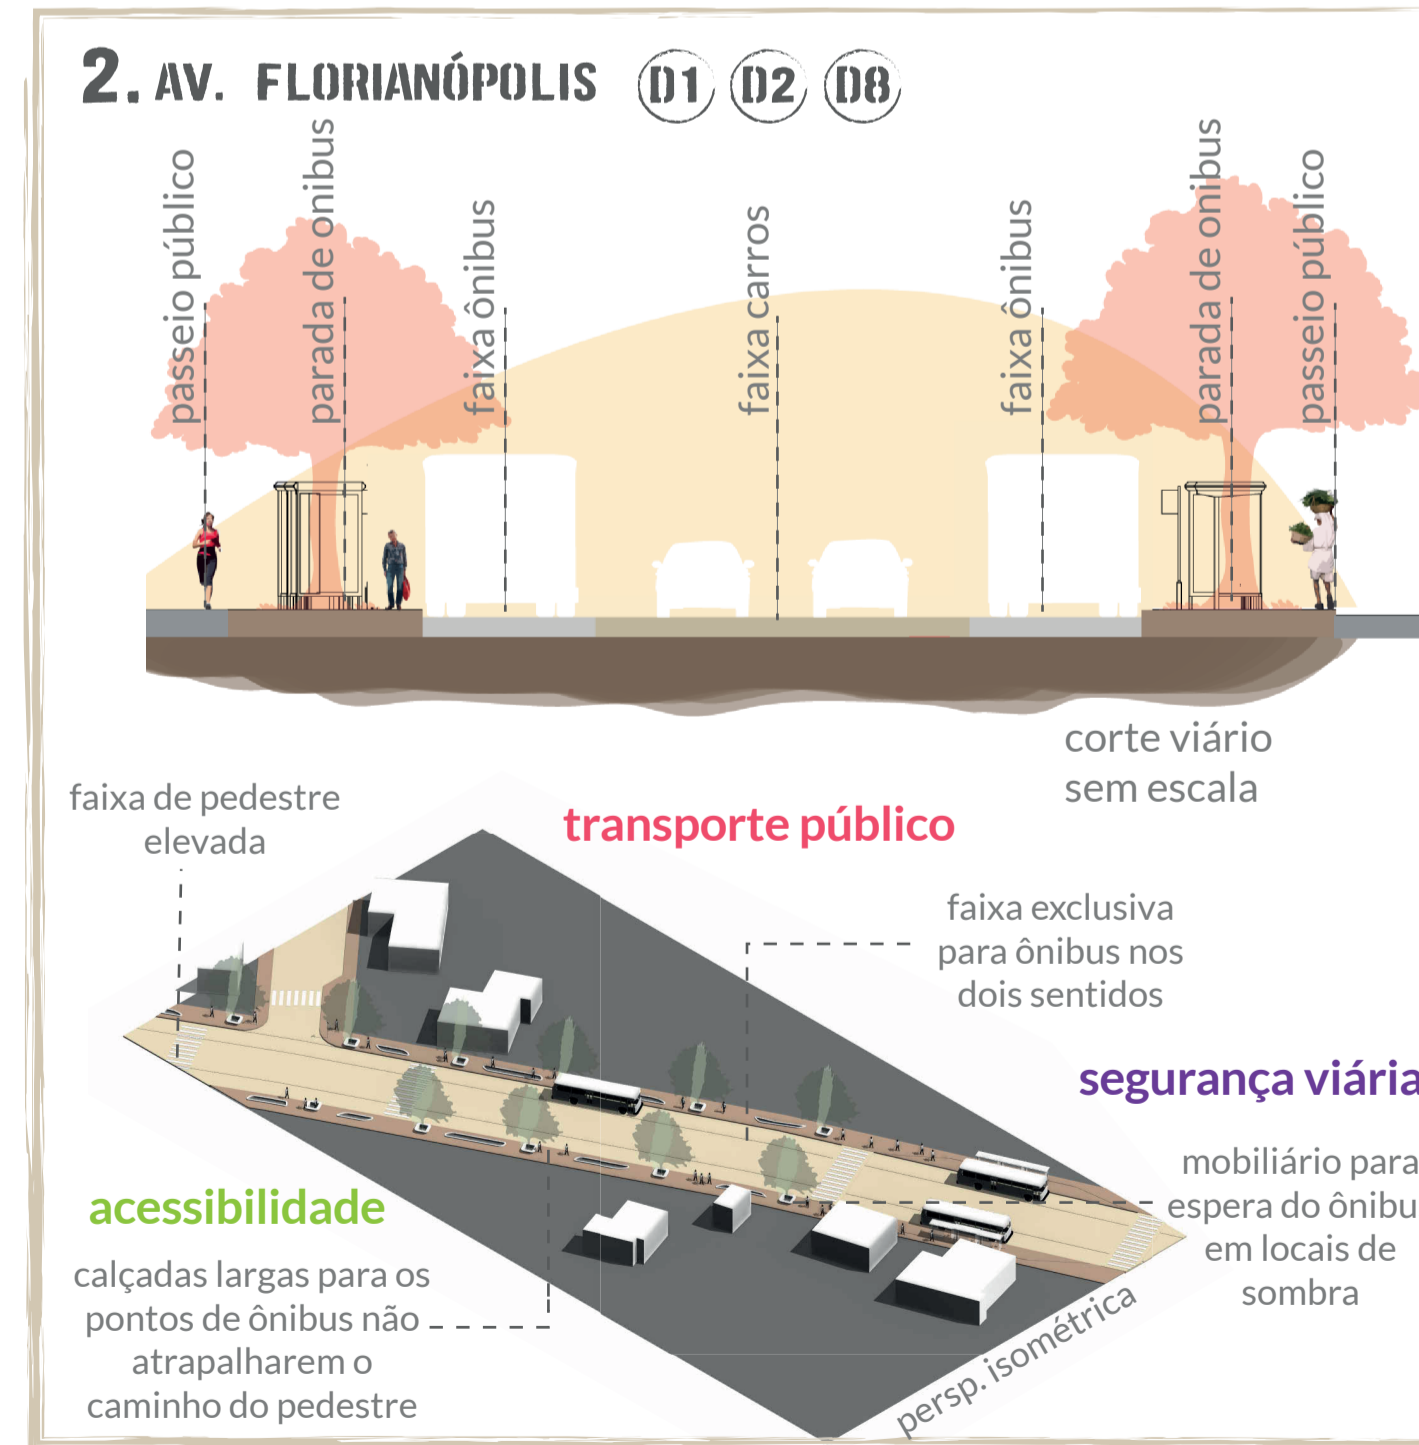 2. AV. FLORIANÓPOLIS D1 D2 D8
passeio público
parada de onibus
faixa ônibus
faixa carros
faixa ônibus
parada de onibus
passeio público
corte viário
sem escala
faixa de pedestre
elevada
transporte público
faixa exclusiva
para ônibus nos
dois sentidos
segurança viária
mobiliário para
espera do ônibu
em locais de
sombra
acessibilidade
calçadas largas para os
pontos de ônibus não
atrapalharem o
caminho do pedestre
persp. isométrica